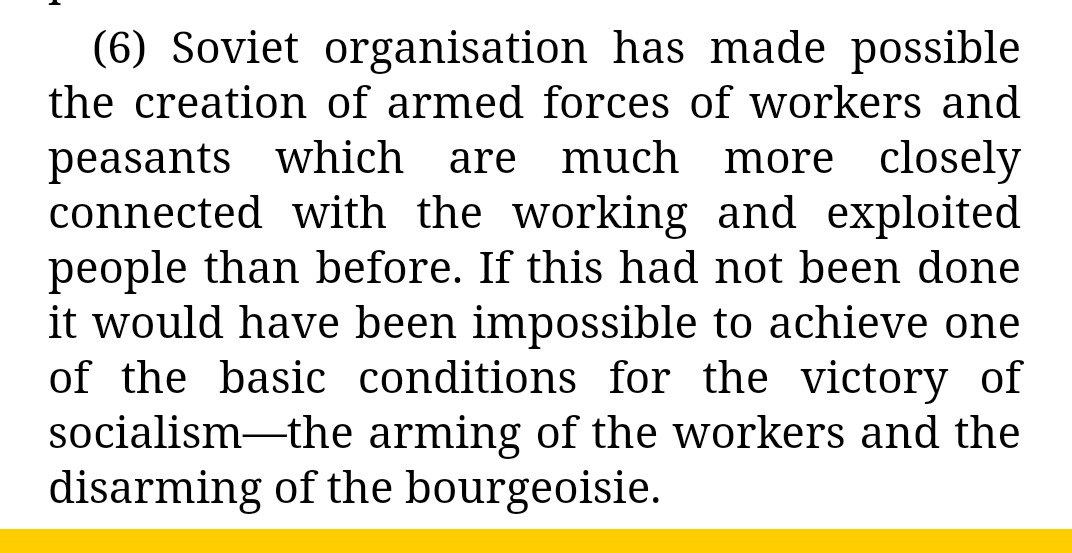 (6) Soviet organisation has made possible
the creation of armed forces of workers and
peasants which are much more closely
connected with the working and exploited
people than before. If this had not been done
it would have been impossible to achieve one
of the basic conditions for the victory of
socialism—the arming of the workers and the
disarming of the bourgeoisie.